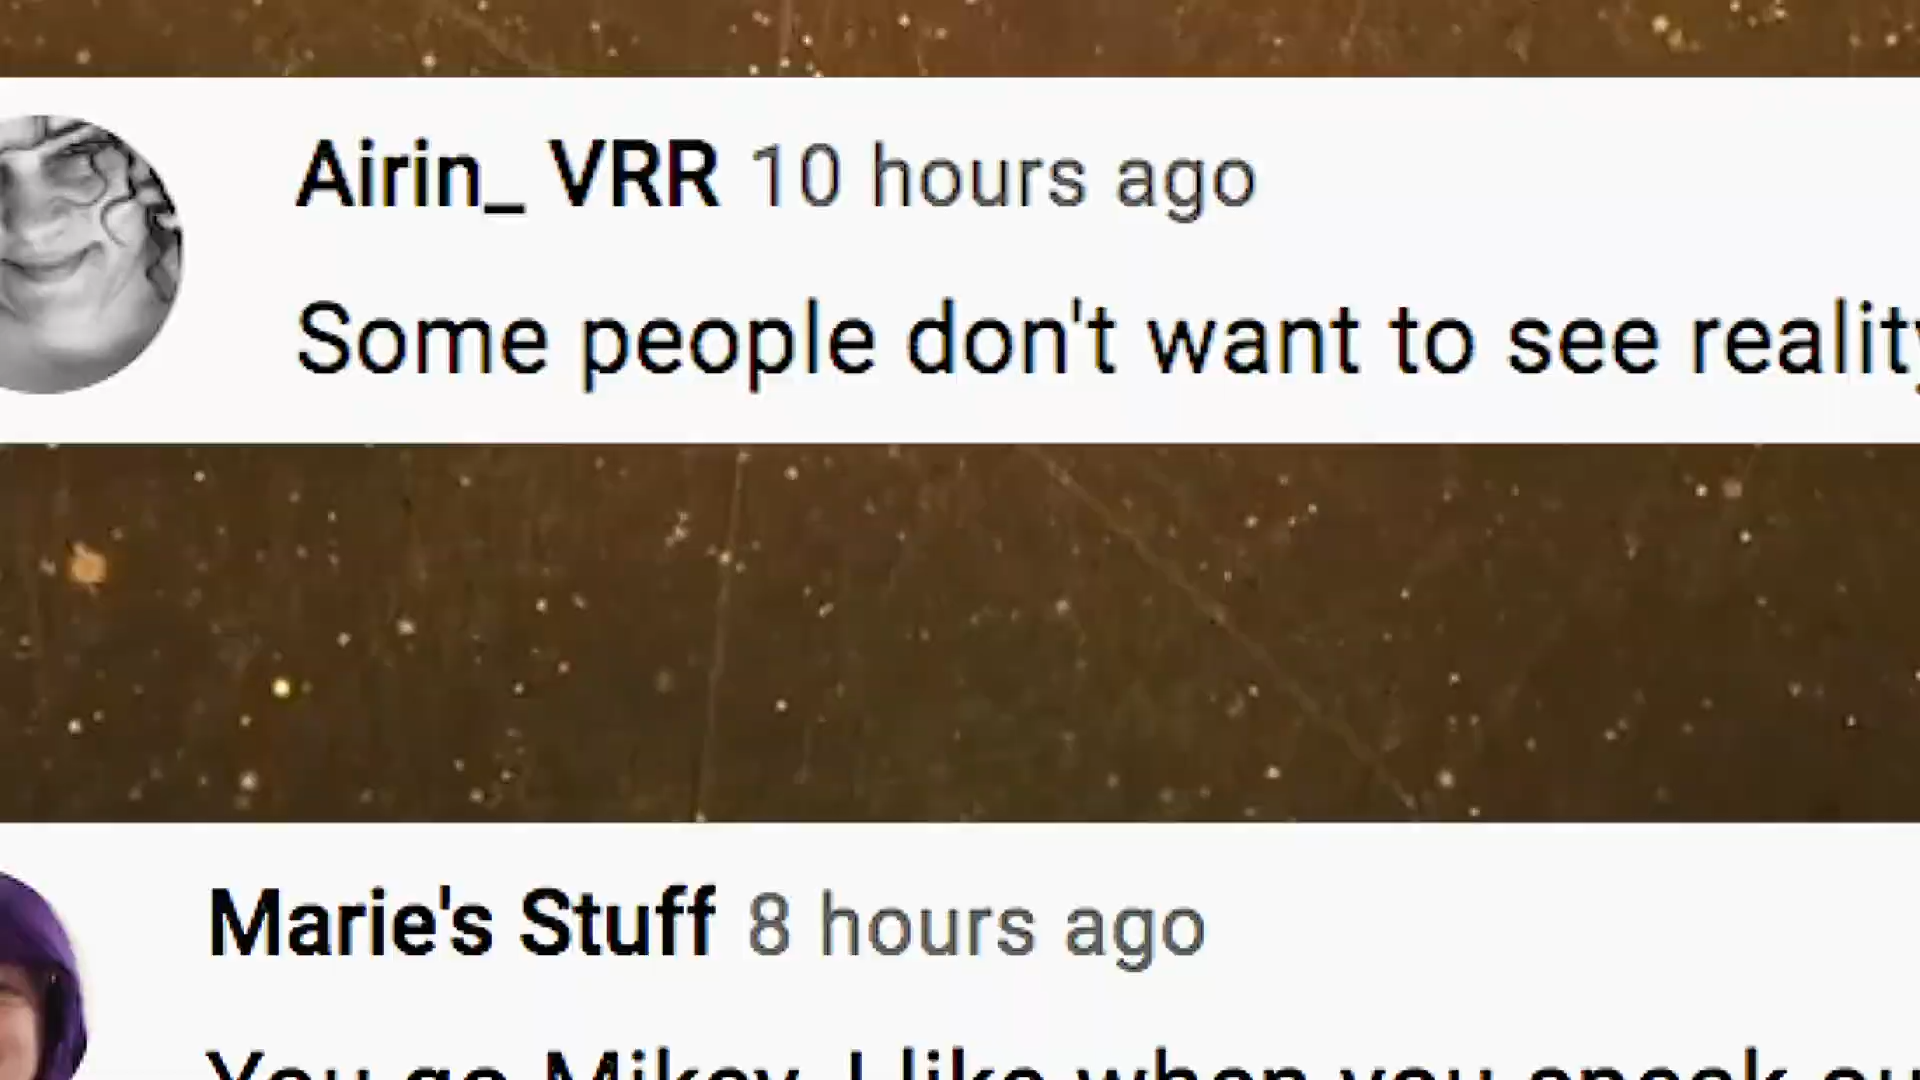 Airin_ VRR 10 hours ago
Some people don't want to see reality
Marie's Stuff 8 hours ago
You go Mikey, I like when you speak